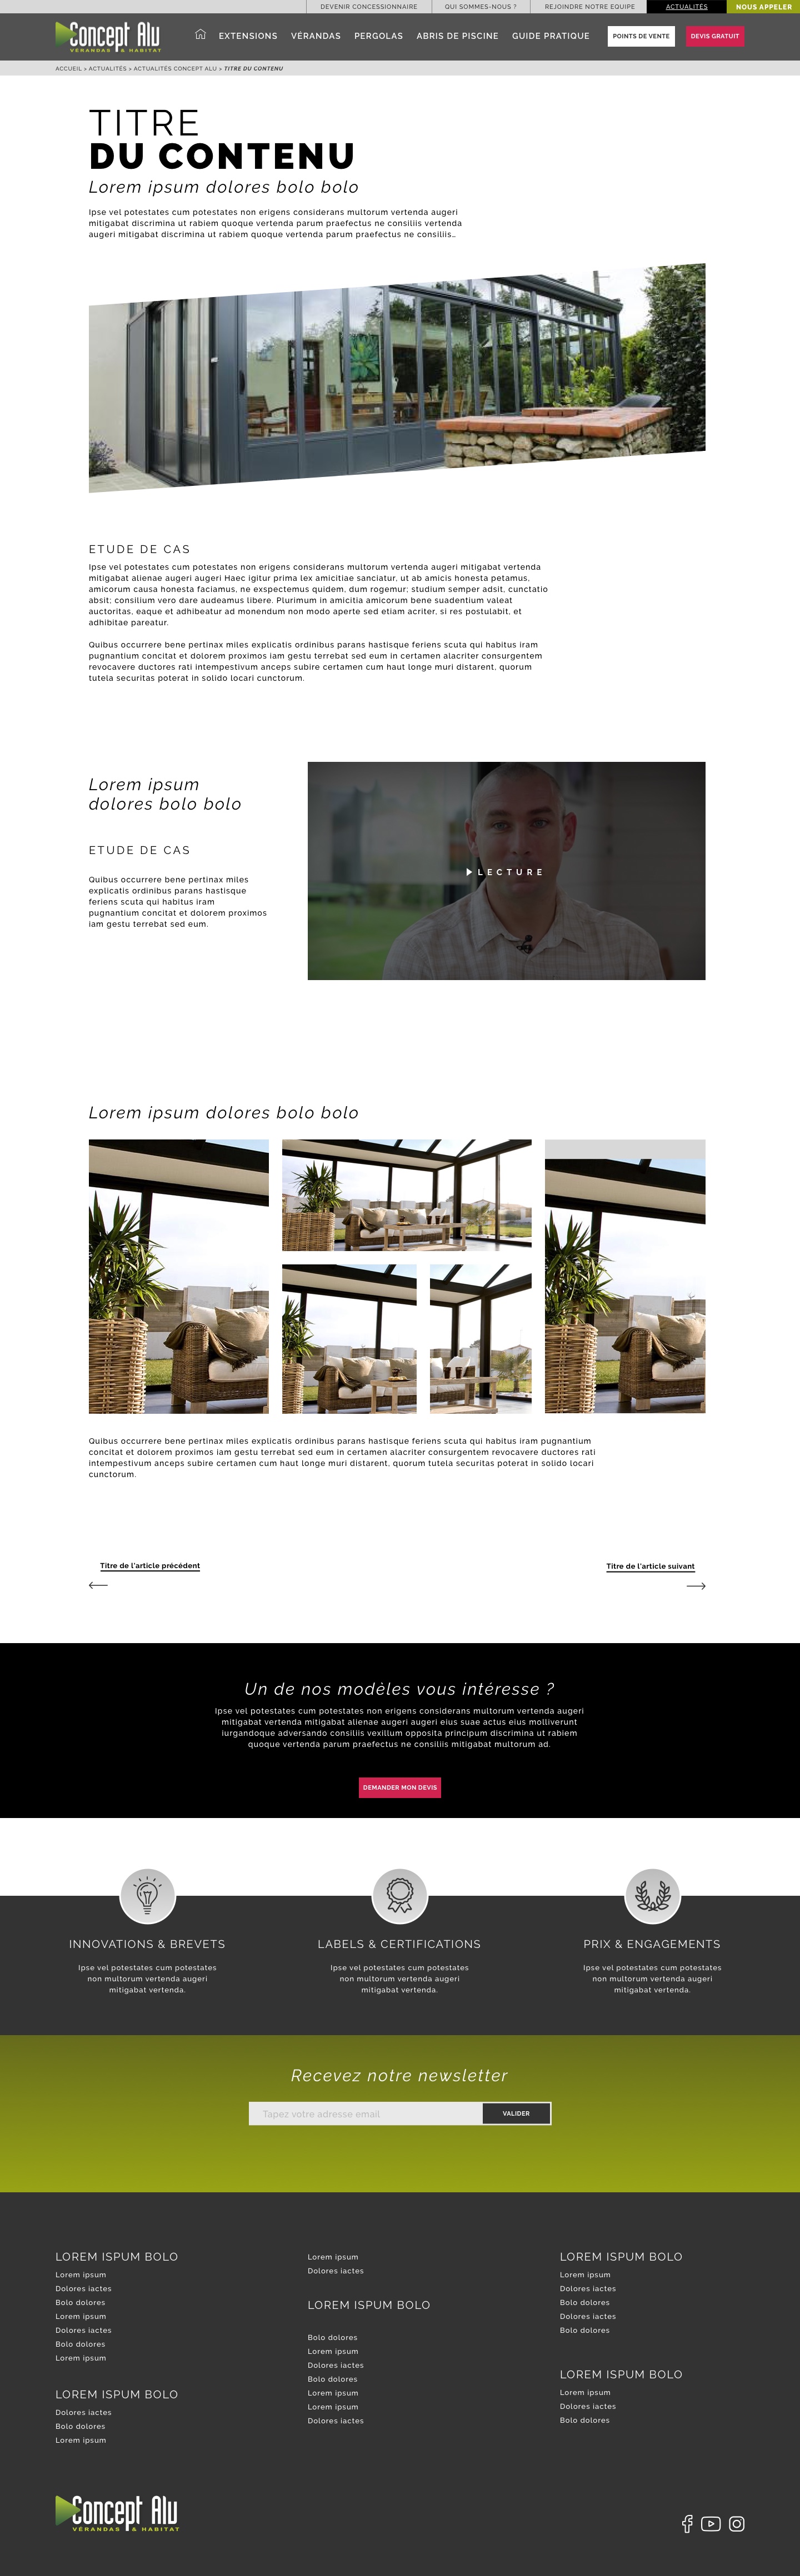 DEVENIR CONCESSIONNAIRE
QUI SOMMES-NOUS ?
REJOINDRE NOTRE EQUIPE
ACTUALITÉS
NOUS APPELER
Concept Alu
VÉRANDAS & HABITAT
EXTENSIONS
VÉRANDAS
PERGOLAS
ABRIS DE PISCINE
GUIDE PRATIQUE
POINTS DE VENTE
DEVIS GRATUIT
ACCUEIL > ACTUALITÉS > ACTUALITÉS CONCEPT ALU > TITRE DU CONTENU
TITRE
DU CONTENU
Lorem ipsum dolores bolo bolo
Ipse vel potestates cum potestates non erigens considerans multorum vertenda augeri
mitigabat discrimina ut rabiem quoque vertenda parum praefectus ne consiliis vertenda
augeri mitigabat discrimina ut rabiem quoque vertenda parum praefectus ne consiliis…
ETUDE DE CAS
Ipse vel potestates cum potestates non erigens considerans multorum vertenda augeri mitigabat vertenda
mitigabat alienae augeri augeri Haec igitur prima lex amicitiae sanciatur, ut ab amicis honesta petamus,
amicorum causa honesta faciamus, ne exspectemus quidem, dum rogemur; studium semper adsit, cunctatio
absit; consilium vero dare audeamus libere. Plurimum in amicitia amicorum bene suadentium valeat
auctoritas, eaque et adhibeatur ad monendum non modo aperte sed etiam acriter, si res postulabit, et
adhibitae pareatur.
Quibus occurrere bene pertinax miles explicatis ordinibus parans hastisque feriens scuta qui habitus iram
pugnantium concitat et dolorem proximos iam gestu terrebat sed eum in certamen alacriter consurgentem
revocavere ductores rati intempestivum anceps subire certamen cum haut longe muri distarent, quorum
tutela securitas poterat in solido locari cunctorum.
Lorem ipsum
dolores bolo bolo
ETUDE DE CAS
Quibus occurrere bene pertinax miles
explicatis ordinibus parans hastisque
feriens scuta qui habitus iram
pugnantium concitat et dolorem proximos
iam gestu terrebat sed eum.
LECTURE
Lorem ipsum dolores bolo bolo
Quibus occurrere bene pertinax miles explicatis ordinibus parans hastisque feriens scuta qui habitus iram pugnantium
concitat et dolorem proximos iam gestu terrebat sed eum in certamen alacriter consurgentem revocavere ductores rati
intempestivum anceps subire certamen cum haut longe muri distarent, quorum tutela securitas poterat in solido locari
cunctorum.
Titre de l'article précédent
Titre de l'article suivant
Un de nos modèles vous intéresse ?
Ipse vel potestates cum potestates non erigens considerans multorum vertenda augeri
mitigabat vertenda mitigabat alienae augeri augeri eius suae actus eius molliverunt
iurgandoque adversando consiliis vexillum opposita principum discrimina ut rabiem
quoque vertenda parum praefectus ne consiliis mitigabat multorum ad.
DEMANDER MON DEVIS
INNOVATIONS & BREVETS
Ipse vel potestates cum potestates
non multorum vertenda augeri
mitigabat vertenda.
LABELS & CERTIFICATIONS
Ipse vel potestates cum potestates
non multorum vertenda augeri
mitigabat vertenda.
PRIX & ENGAGEMENTS
Ipse vel potestates cum potestates
non multorum vertenda augeri
mitigabat vertenda.
Recevez notre newsletter
Tapez votre adresse email
VALIDER
LOREM ISPUM BOLO
Lorem ipsum
Dolores iactes
Bolo dolores
Lorem ipsum
Dolores iactes
Bolo dolores
Lorem ipsum
LOREM ISPUM BOLO
Dolores iactes
Bolo dolores
Lorem ipsum
Lorem ipsum
Dolores iactes
LOREM ISPUM BOLO
Bolo dolores
Lorem ipsum
Dolores iactes
Bolo dolores
Lorem ipsum
Lorem ipsum
Dolores iactes
LOREM ISPUM BOLO
Lorem ipsum
Dolores iactes
Bolo dolores
Dolores iactes
Bolo dolores
LOREM ISPUM BOLO
Lorem ipsum
Dolores iactes
Bolo dolores
Concept Alu
VÉRANDAS & HABITAT